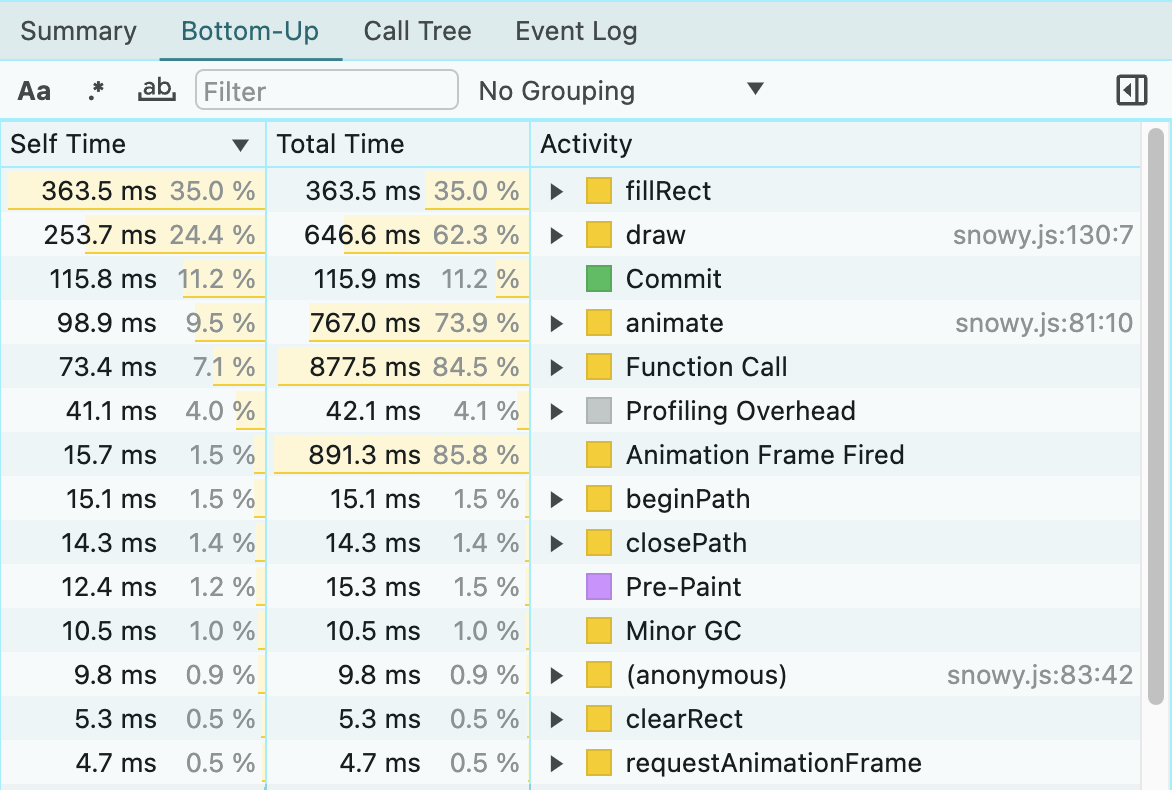 Summary Bottom-Up Call Tree Event Log
Aa .* ab Filter No Grouping
Self Time Total Time Activity
363.5 ms 35.0 % 363.5 ms 35.0 % fillRect
253.7 ms 24.4 % 646.6 ms 62.3 % draw snowy.js:130:7
115.8 ms 11.2 % 115.9 ms 11.2 % Commit
98.9 ms 9.5 % 767.0 ms 73.9 % animate snowy.js:81:10
73.4 ms 7.1 % 877.5 ms 84.5 % Function Call
41.1 ms 4.0 % 42.1 ms 4.1 % Profiling Overhead
15.7 ms 1.5 % 891.3 ms 85.8 % Animation Frame Fired
15.1 ms 1.5 % 15.1 ms 1.5 % beginPath
14.3 ms 1.4 % 14.3 ms 1.4 % closePath
12.4 ms 1.2 % 15.3 ms 1.5 % Pre-Paint
10.5 ms 1.0 % 10.5 ms 1.0 % Minor GC
9.8 ms 0.9 % 9.8 ms 0.9 % (anonymous) snowy.js:83:42
5.3 ms 0.5 % 5.3 ms 0.5 % clearRect
4.7 ms 0.5 % 4.7 ms 0.5 % requestAnimationFrame